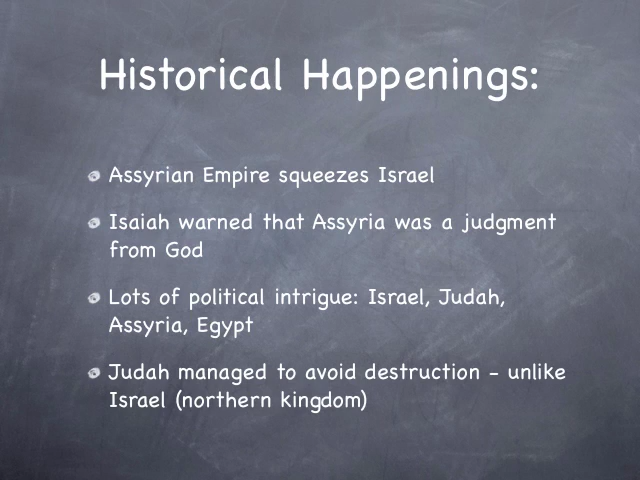 Historical Happenings:
Assyrian Empire squeezes Israel
Isaiah warned that Assyria was a judgment
from God
Lots of political intrigue: Israel, Judah,
Assyria, Egypt
Judah managed to avoid destruction - unlike
Israel (northern kingdom)